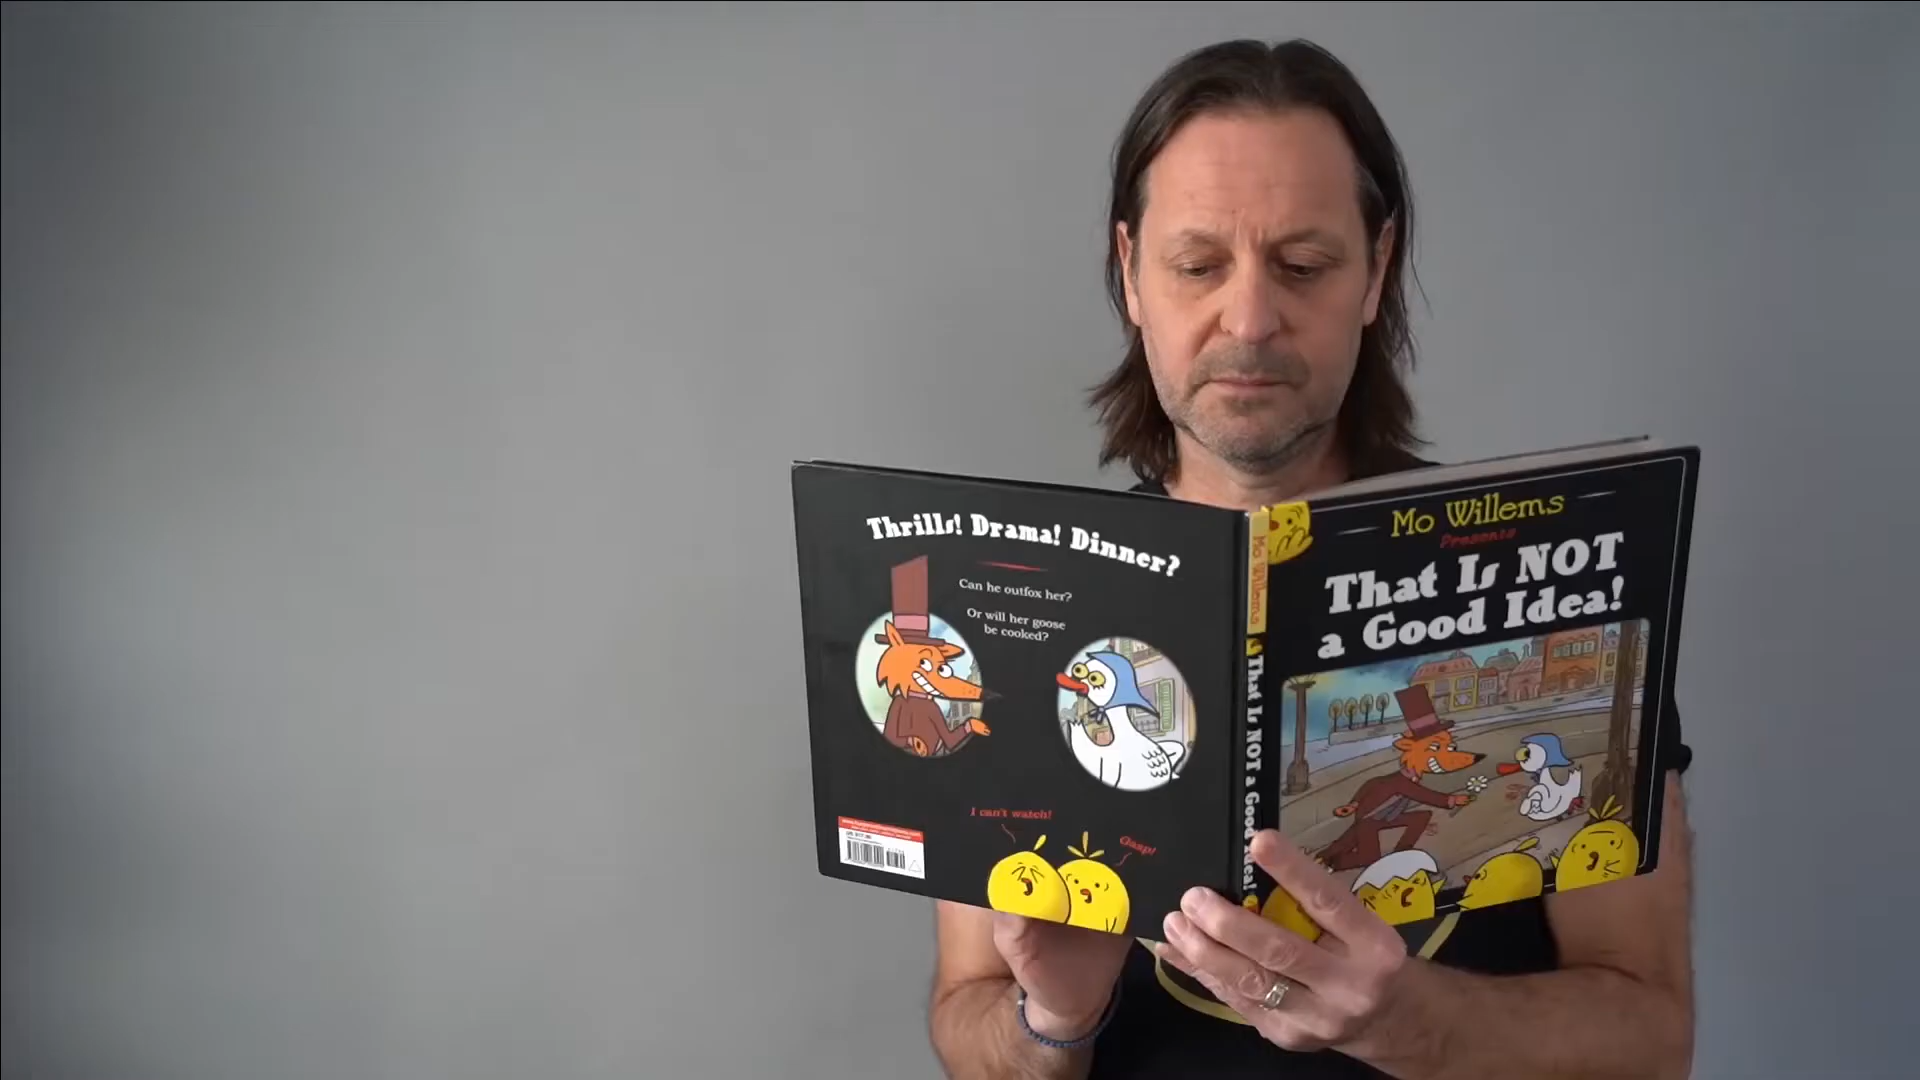 Thrills! Drama! Dinner?
Can he outfox her?
Or will her goose
be cooked?
I can't watch!
Gasp!
Mo Willems
That Is NOT a Good Idea!
Mo Willems
Presents
That Is NOT
a Good Idea!